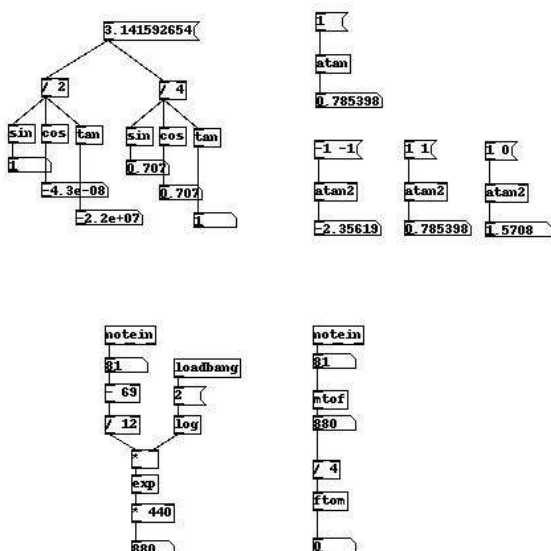 3.141592654
/ 2
/ 4
sin cos tan
sin cos tan
1
0.707
-4.3e-08
0.707
-2.2e+07
1
1
atan
0.785398
-1 -1
1 1
1 0
atan2
atan2
atan2
-2.35619
0.785398
1.5708
notein
81
loadbang
- 69
2
/ 12
log
*
exp
* 440
880
notein
81
mtof
880
/ 4
ftom
0